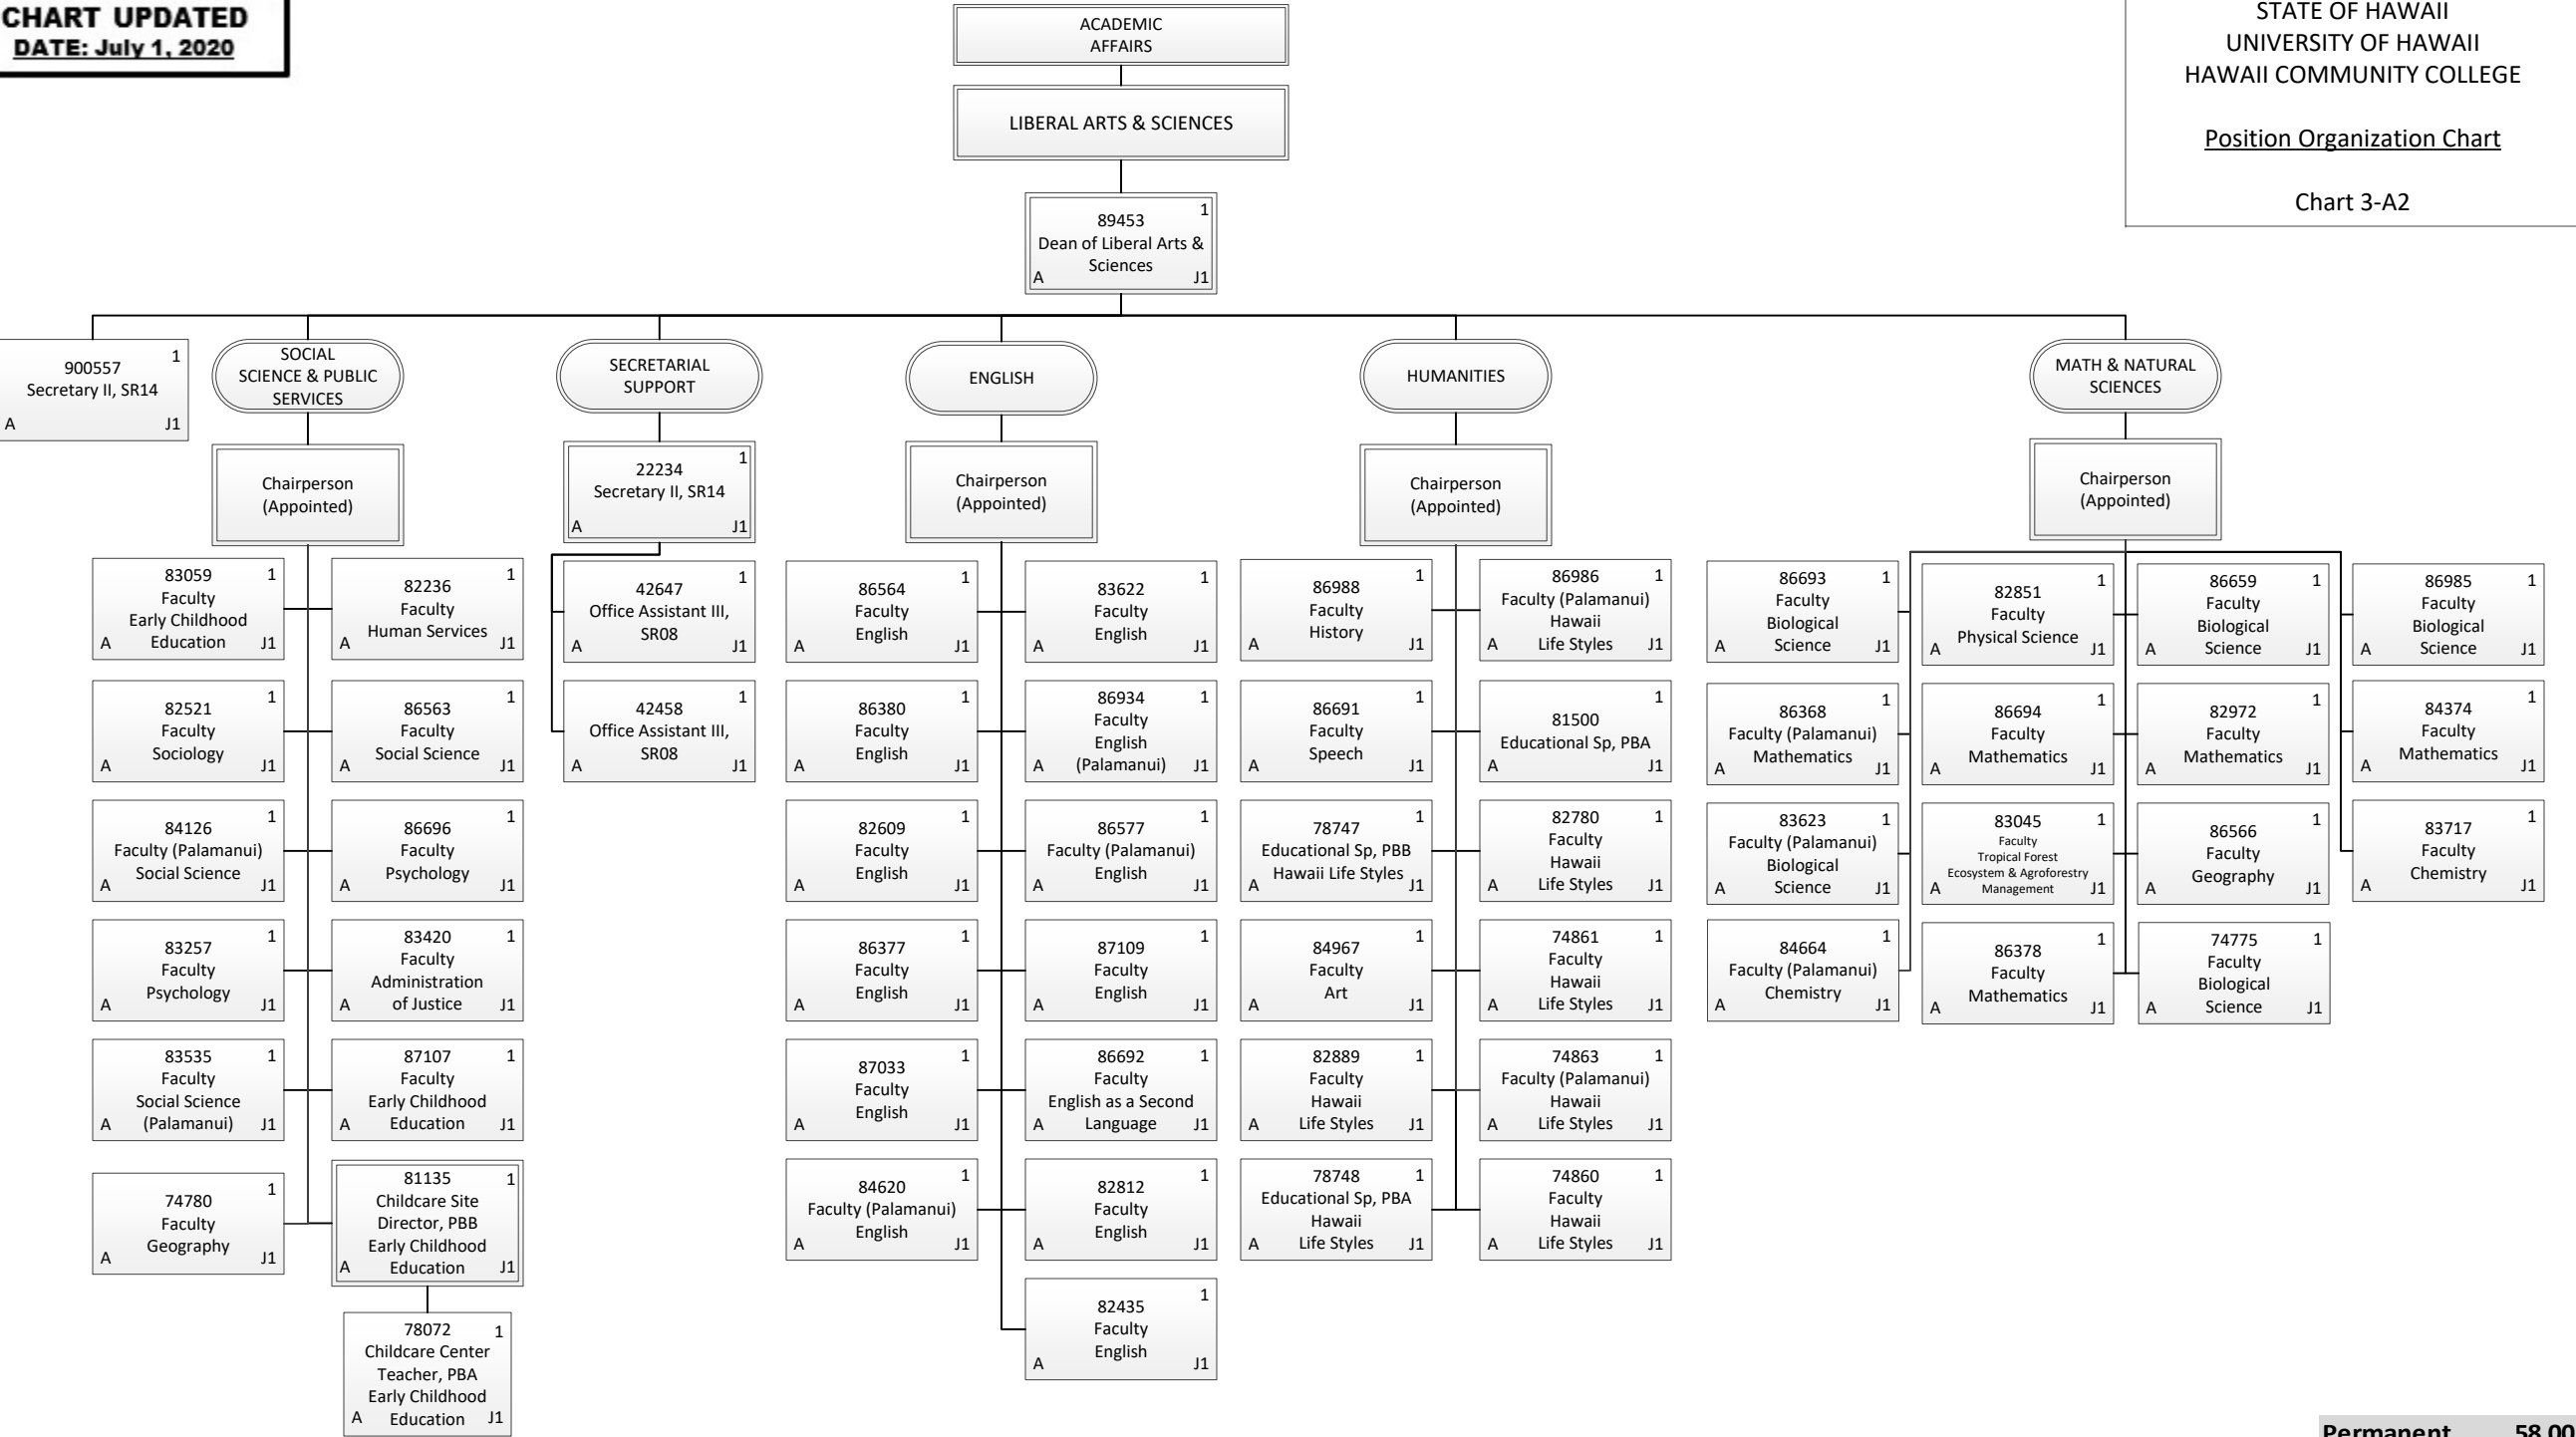 CHART UPDATED
DATE: July 1, 2020
STATE OF HAWAII
UNIVERSITY OF HAWAII
HAWAII COMMUNITY COLLEGE
Position Organization Chart
Chart 3-A2
ACADEMIC
AFFAIRS
LIBERAL ARTS & SCIENCES
1
89453
Dean of Liberal Arts &
Sciences
A J1
900557 1
Secretary II, SR14
A J1
SOCIAL
SCIENCE & PUBLIC
SERVICES
Chairperson
(Appointed)
83059 1
Faculty
Early Childhood
A Education J1
82236 1
Faculty
Human Services
A J1
82521 1
Faculty
Sociology
A J1
86563 1
Faculty
Social Science
A J1
84126 1
Faculty (Palamanui)
Social Science
A J1
86696 1
Faculty
Psychology
A J1
83257 1
Faculty
Psychology
A J1
83420 1
Faculty
Administration
A of Justice J1
83535 1
Faculty
Social Science
A (Palamanui) J1
87107 1
Faculty
Early Childhood
A Education J1
74780 1
Faculty
Geography
A J1
81135 1
Childcare Site
Director, PBB
Early Childhood
A Education J1
78072 1
Childcare Center
Teacher, PBA
Early Childhood
A Education J1
SECRETARIAL
SUPPORT
22234 1
Secretary II, SR14
A J1
42647 1
Office Assistant III,
SR08
A J1
42458 1
Office Assistant III,
SR08
A J1
ENGLISH
Chairperson
(Appointed)
86564 1
Faculty
English
A J1
83622 1
Faculty
English
A J1
86380 1
Faculty
English
A J1
86934 1
Faculty
English
A (Palamanui) J1
82609 1
Faculty
English
A J1
86577 1
Faculty (Palamanui)
English
A J1
86377 1
Faculty
English
A J1
87109 1
Faculty
English
A J1
87033 1
Faculty
English
A J1
86692 1
Faculty
English as a Second
A Language J1
84620 1
Faculty (Palamanui)
English
A J1
82812 1
Faculty
English
A J1
82435 1
Faculty
English
A J1
HUMANITIES
Chairperson
(Appointed)
86988 1
Faculty
History
A J1
86986 1
Faculty (Palamanui)
Hawaii
A Life Styles J1
86691 1
Faculty
Speech
A J1
81500 1
Educational Sp, PBA
A J1
78747 1
Educational Sp, PBB
Hawaii Life Styles
A J1
82780 1
Faculty
Hawaii
A Life Styles J1
84967 1
Faculty
Art
A J1
74861 1
Faculty
Hawaii
A Life Styles J1
82889 1
Faculty
Hawaii
A Life Styles J1
74863 1
Faculty (Palamanui)
Hawaii
A Life Styles J1
78748 1
Educational Sp, PBA
Hawaii
A Life Styles J1
74860 1
Faculty
Hawaii
A Life Styles J1
MATH & NATURAL
SCIENCES
Chairperson
(Appointed)
86693 1
Faculty
Biological
A Science J1
82851 1
Faculty
Physical Science
A J1
86659 1
Faculty
Biological
A Science J1
86985 1
Faculty
Biological
A Science J1
86368 1
Faculty (Palamanui)
Mathematics
A J1
86694 1
Faculty
Mathematics
A J1
82972 1
Faculty
Mathematics
A J1
84374 1
Faculty
Mathematics
A J1
83623 1
Faculty (Palamanui)
Biological
A Science J1
83045 1
Faculty
Tropical Forest
Ecosystem & Agroforestry
A Management J1
86566 1
Faculty
Geography
A J1
83717 1
Faculty
Chemistry
A J1
84664 1
Faculty (Palamanui)
Chemistry
A J1
86378 1
Faculty
Mathematics
A J1
74775 1
Faculty
Biological
A Science J1
Permanent 58.00